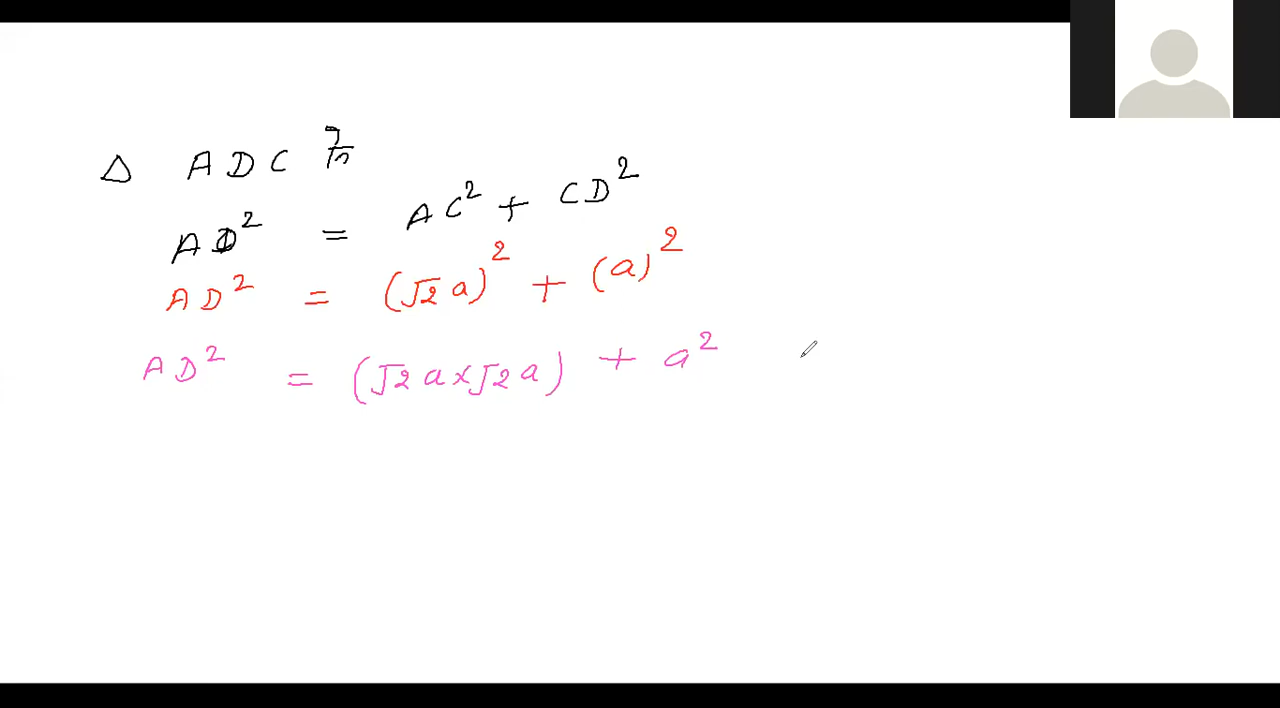 Δ ADC में
AD² = AC² + CD²
AD² = (√2 a)² + (a)²
AD² = (√2 a × √2 a) + a²